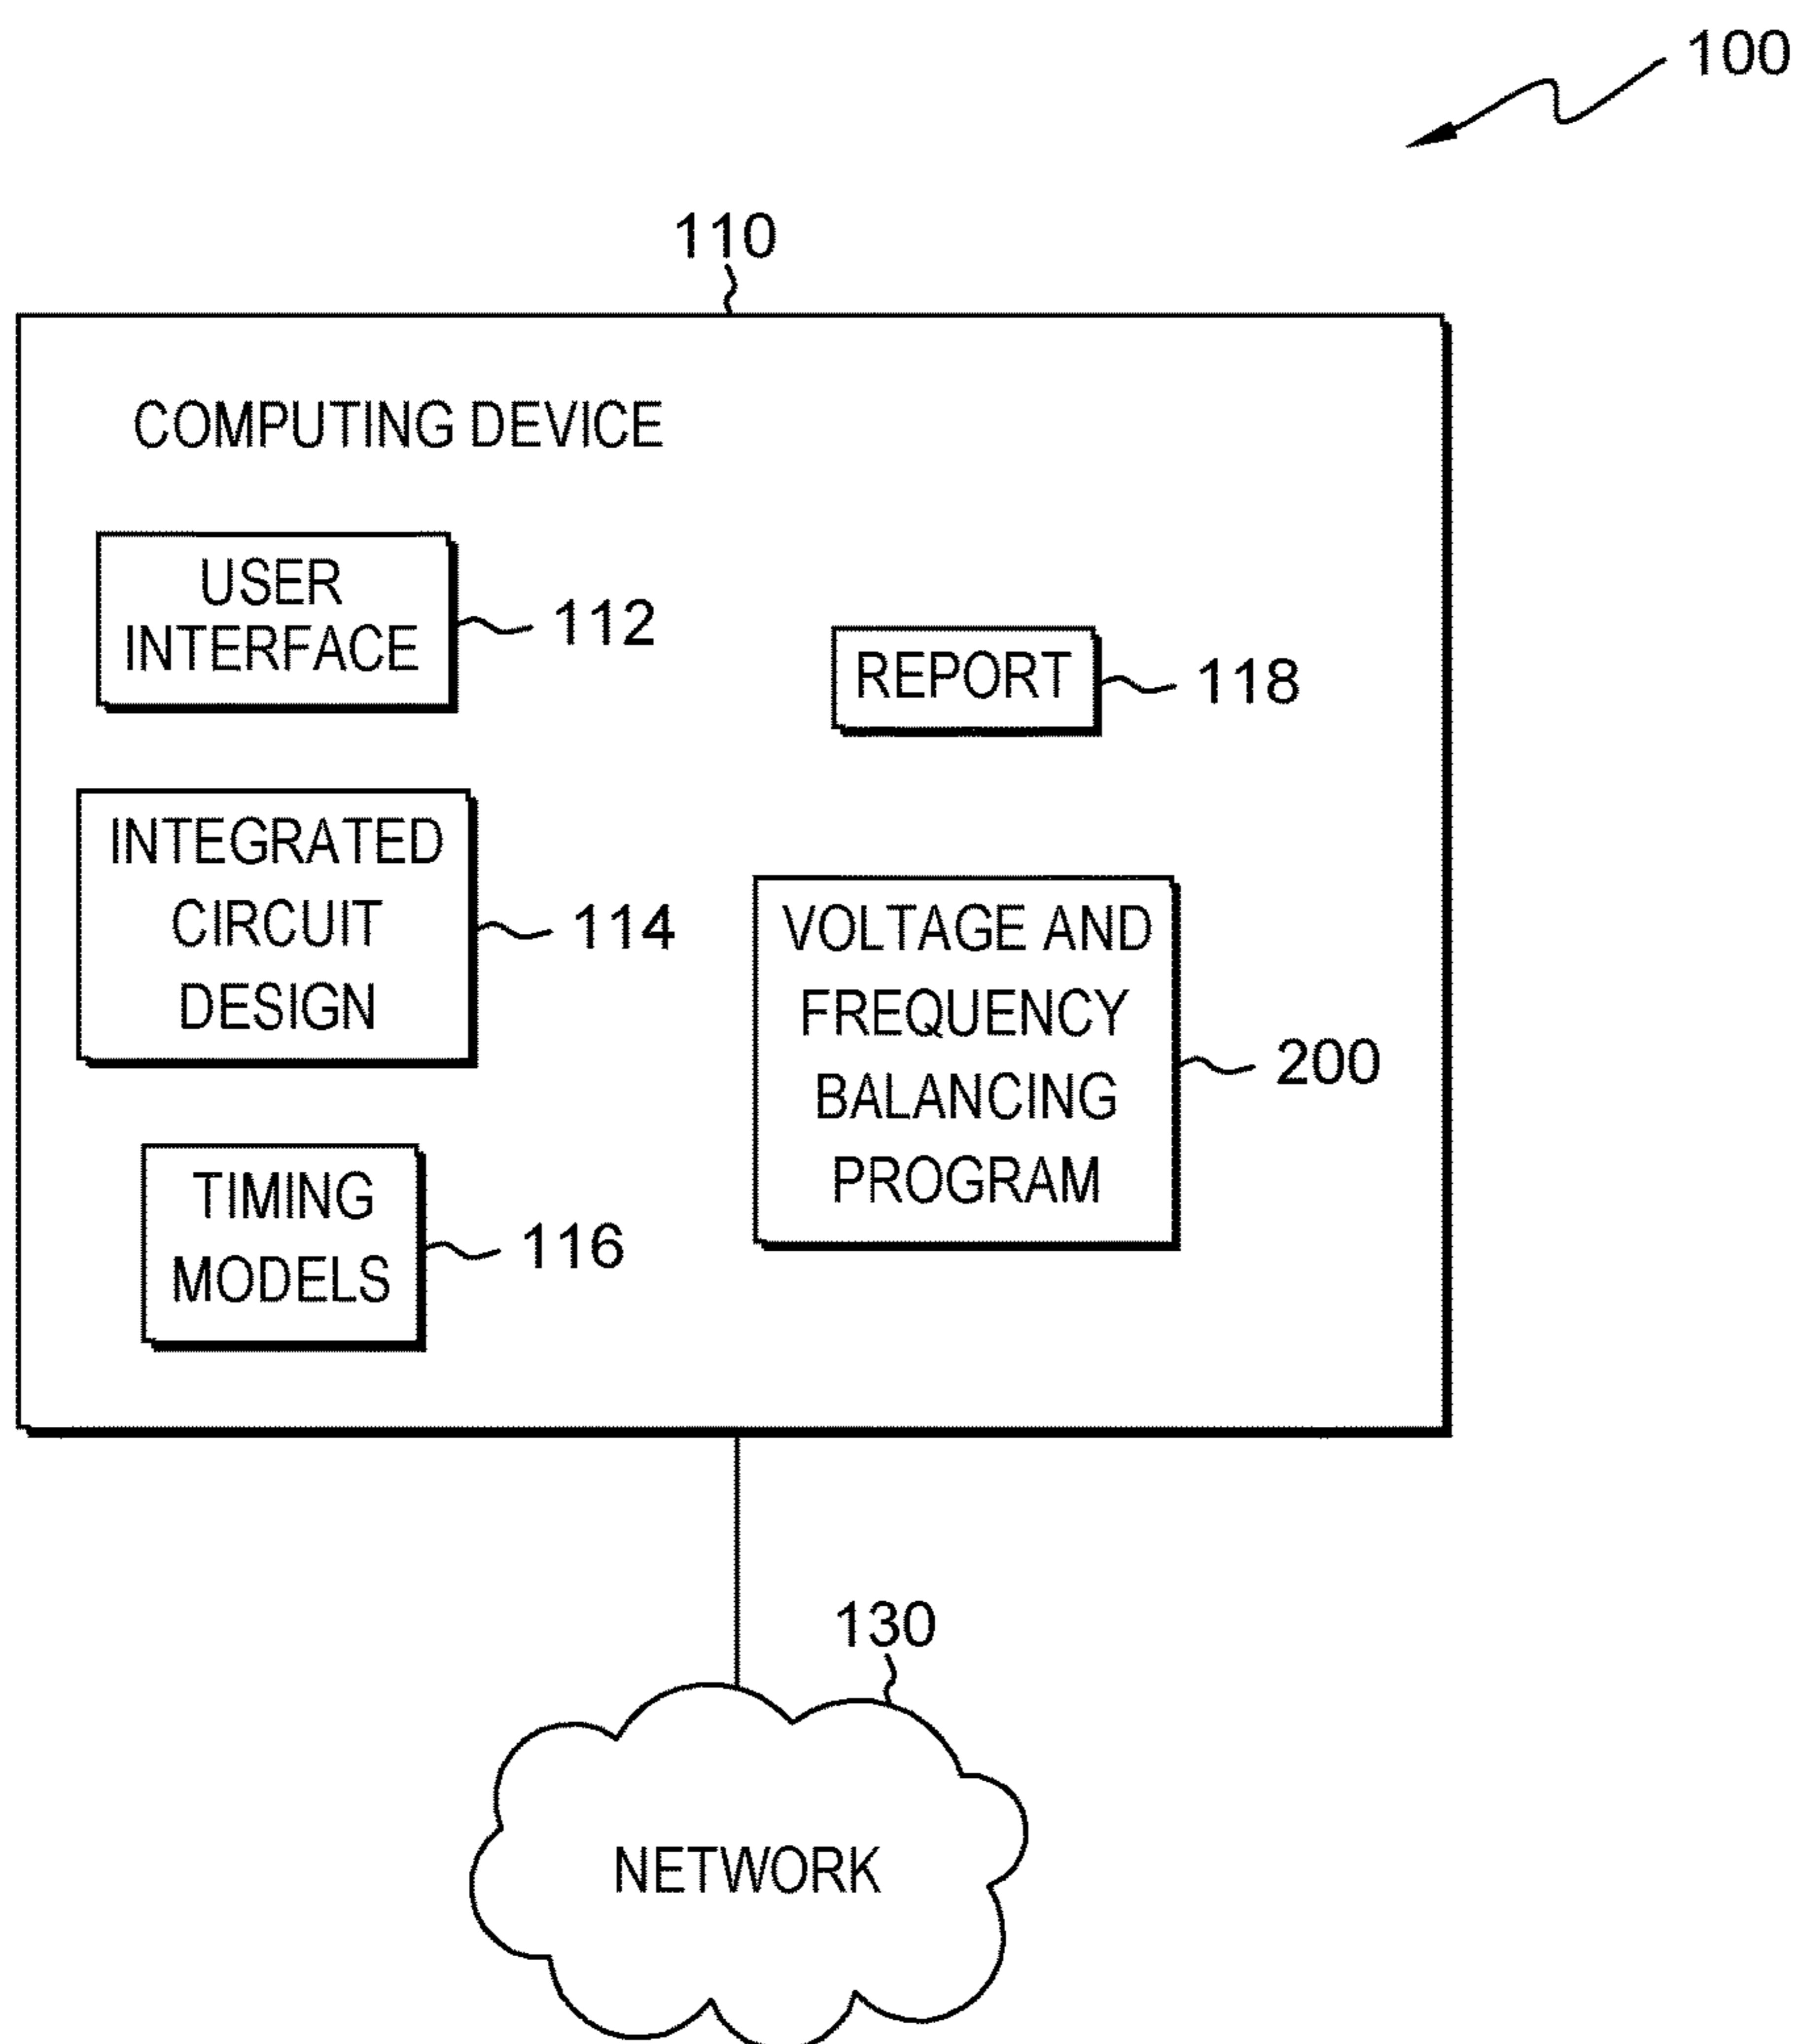 100
110
COMPUTING DEVICE
USER
INTERFACE
112
REPORT
118
INTEGRATED
CIRCUIT
DESIGN
114
VOLTAGE AND
FREQUENCY
BALANCING
PROGRAM
200
TIMING
MODELS
116
130
NETWORK